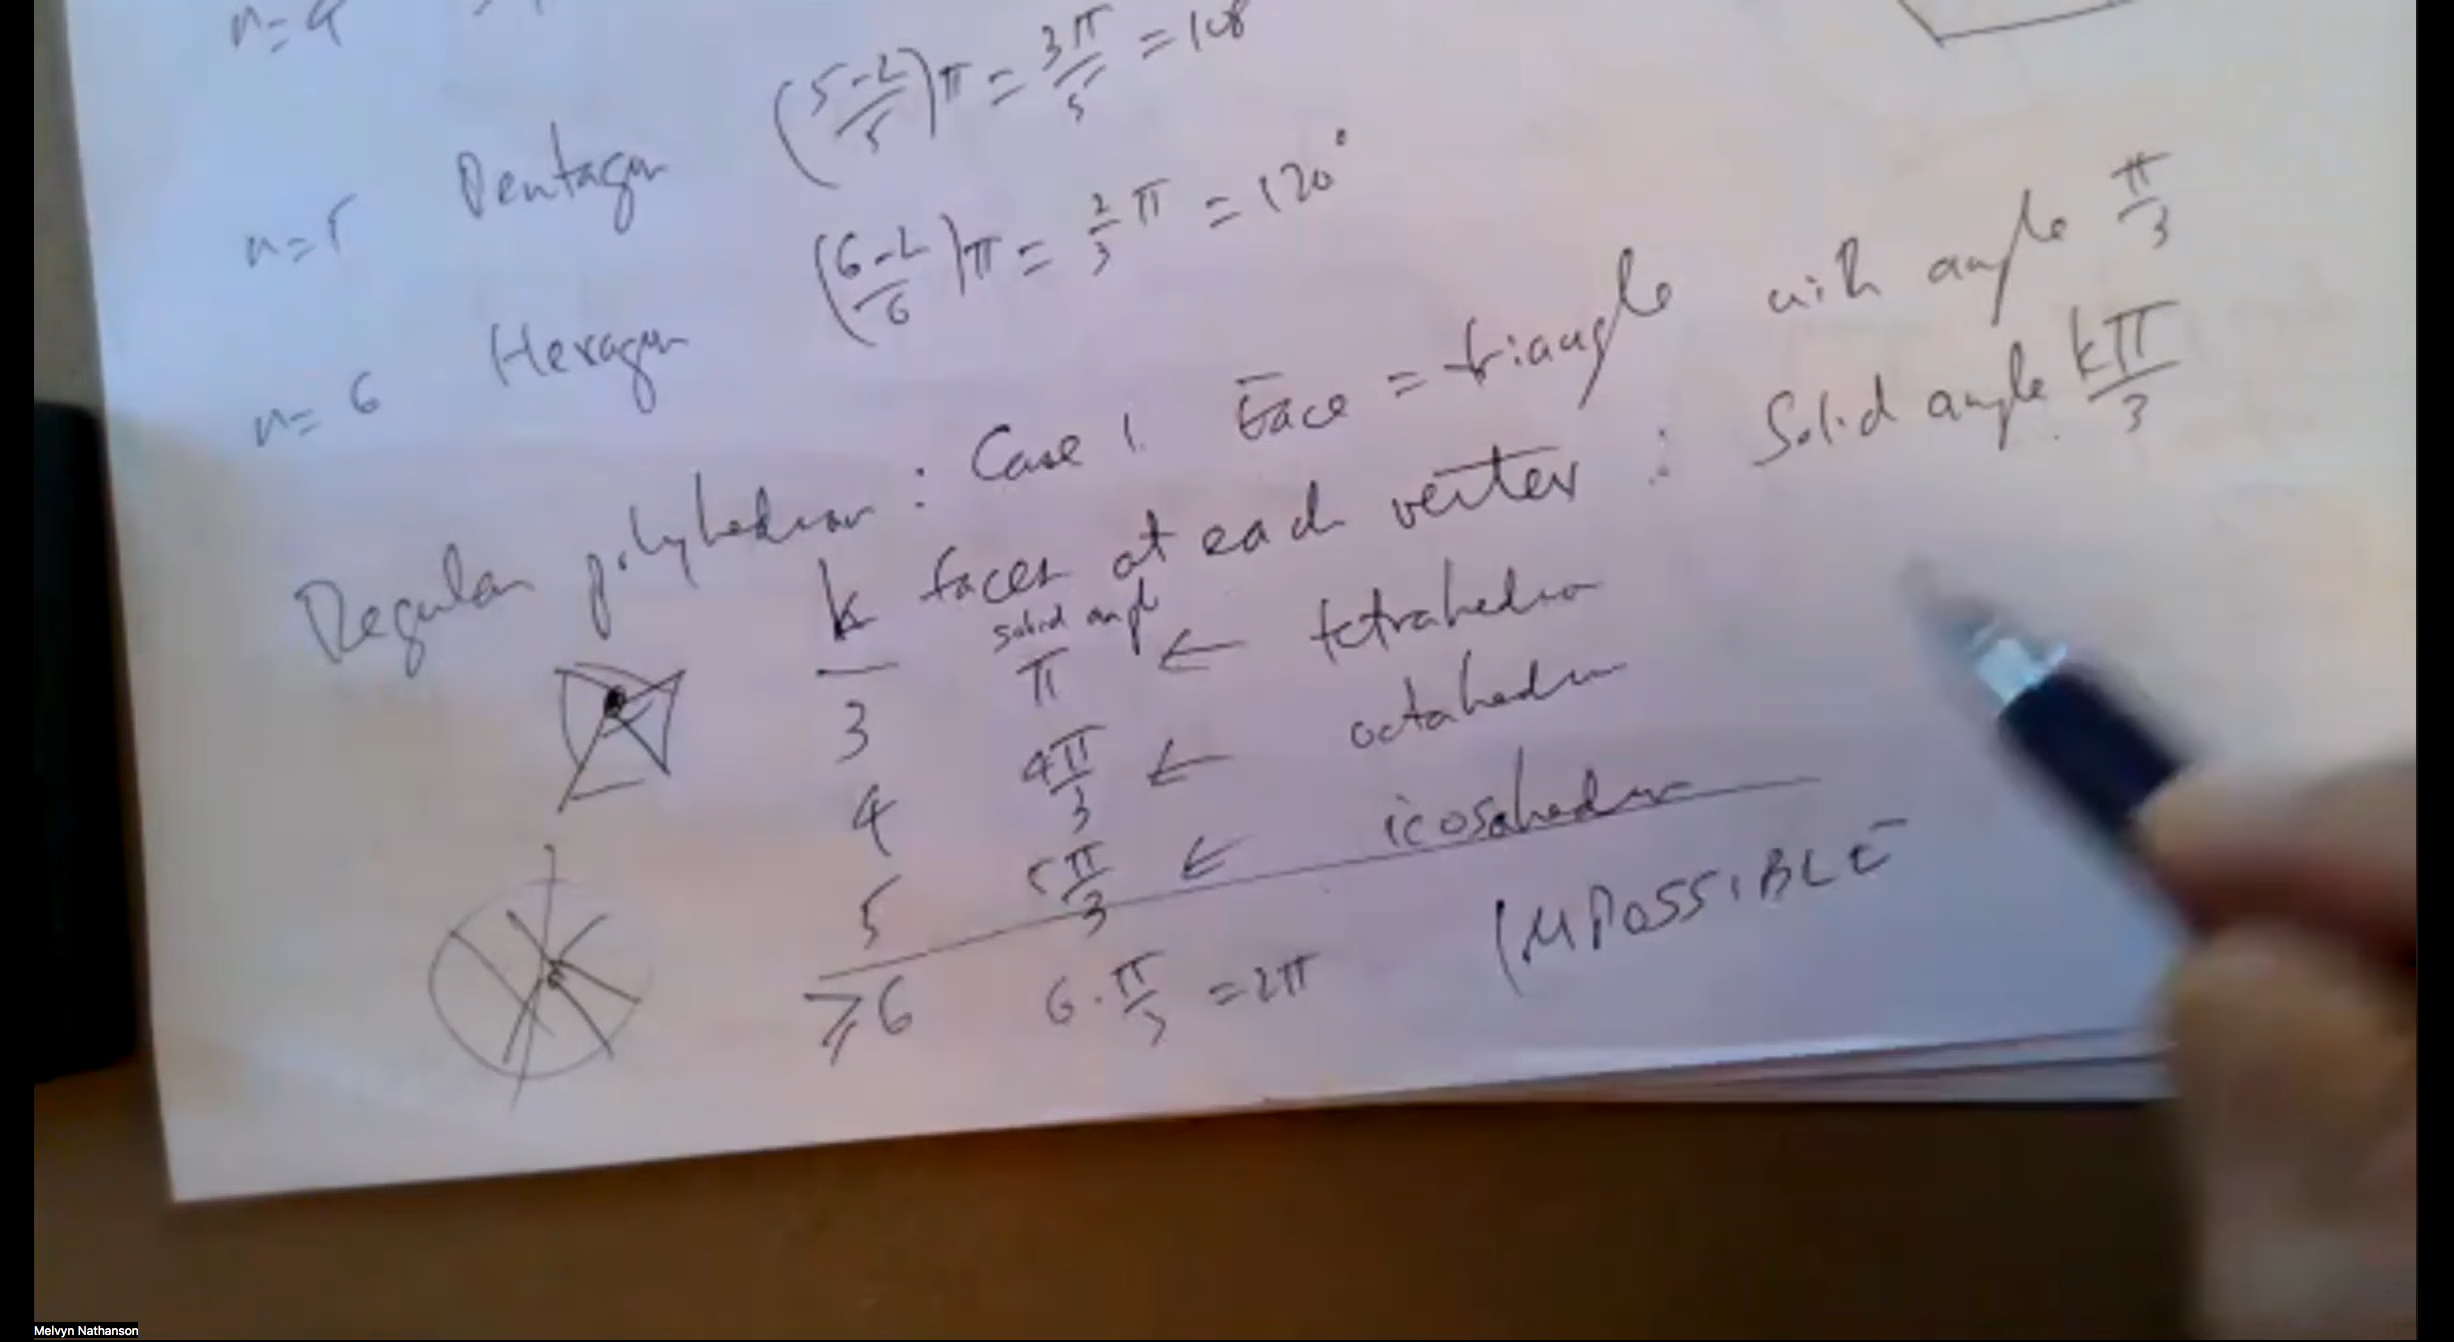 n=4
n=5 Pentagon (5-2/5)π = 3π/5 = 108
n=6 Hexagon (6-2/6)π = 2/3 π = 120°
Regular polyhedron: Case 1. Face = triangle with angle π/3
k faces at each vertex: Solid angle kπ/3
solid angle
3 π ← tetrahedron
4 4π/3 ← octahedron
5 5π/3 ← icosahedron
≥6 6·π/3 = 2π IMPOSSIBLE
Melvyn Nathanson